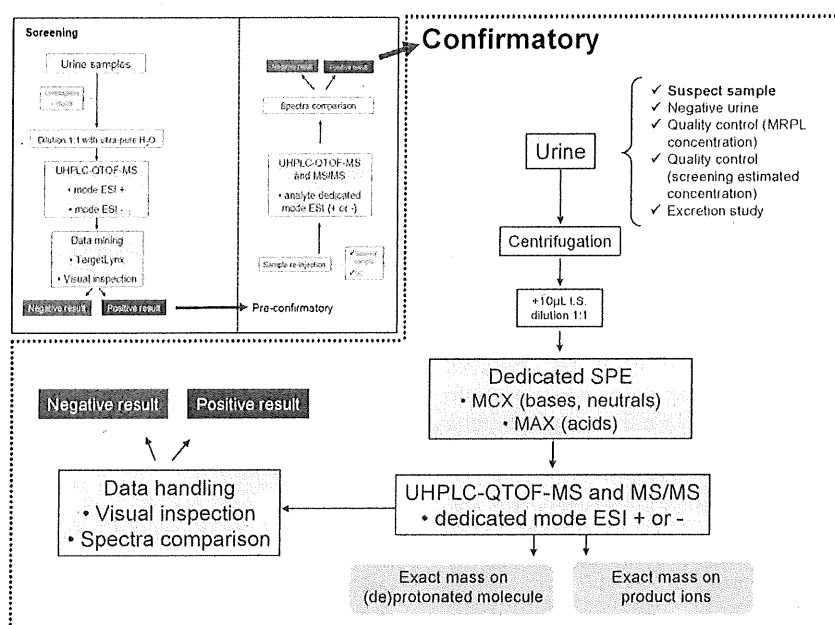 Screening
Urine samples
Dilution 1:1 with ultra-pure H₂O
UHPLC-QTOF-MS
• mode ESI +
• mode ESI -
Data mining
• TargetLynx
• Visual inspection
Negative result
Positive result
Negative result
Positive result
Spectra comparison
UHPLC-QTOF-MS
and MS/MS
• analyte dedicated
mode ESI (+ or -)
Sample re-injection
Pre-confirmatory
Confirmatory
Urine
✓ Suspect sample
✓ Negative urine
✓ Quality control (MRPL
concentration)
✓ Quality control
(screening estimated
concentration)
✓ Excretion study
Centrifugation
+10µL I.S.
dilution 1:1
Dedicated SPE
• MCX (bases, neutrals)
• MAX (acids)
UHPLC-QTOF-MS and MS/MS
• dedicated mode ESI + or -
Exact mass on
(de)protonated molecule
Exact mass on
product ions
Data handling
• Visual inspection
• Spectra comparison
Negative result
Positive result